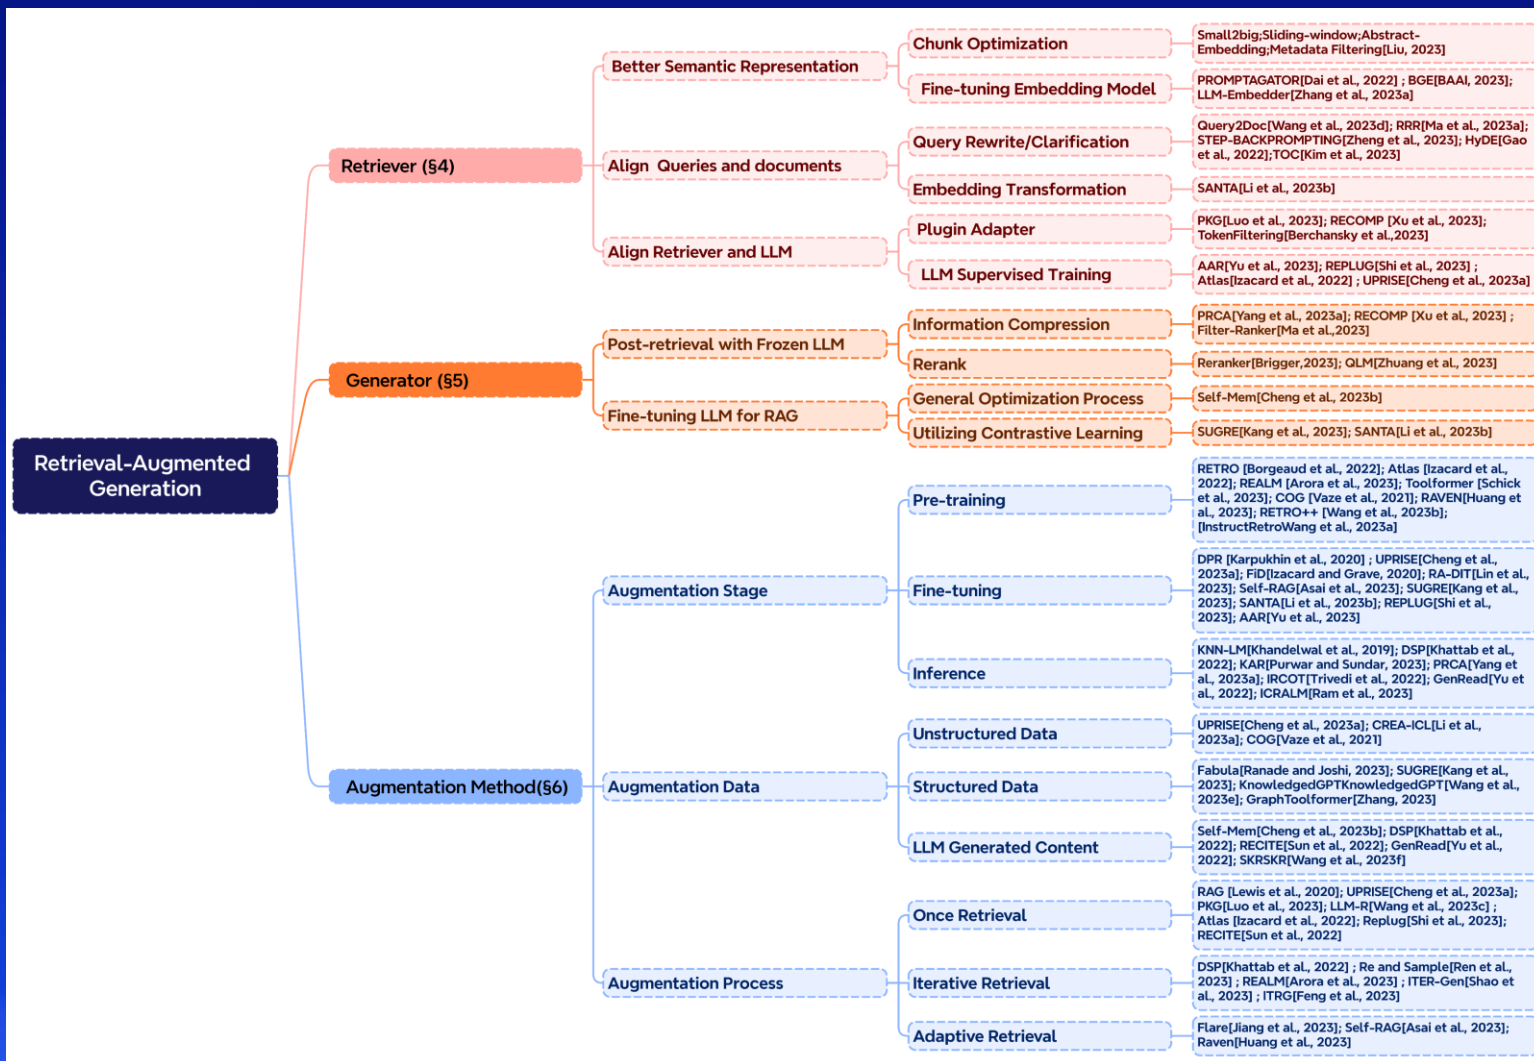 Retrieval-Augmented
Generation
Retriever (§4)
Better Semantic Representation
Chunk Optimization
Small2big;Sliding-window;Abstract-
Embedding;Metadata Filtering[Liu, 2023]
Fine-tuning Embedding Model
PROMPTAGATOR[Dai et al., 2022] ; BGE[BAAI, 2023];
LLM-Embedder[Zhang et al., 2023a]
Align Queries and documents
Query Rewrite/Clarification
Query2Doc[Wang et al., 2023d]; RRR[Ma et al., 2023a];
STEP-BACKPROMPTING[Zheng et al., 2023]; HyDE[Gao
et al., 2022];TOC[Kim et al., 2023]
Embedding Transformation
SANTA[Li et al., 2023b]
Align Retriever and LLM
Plugin Adapter
PKG[Luo et al., 2023]; RECOMP [Xu et al., 2023];
TokenFiltering[Berchansky et al.,2023]
LLM Supervised Training
AAR[Yu et al., 2023]; REPLUG[Shi et al., 2023] ;
Atlas[Izacard et al., 2022] ; UPRISE[Cheng et al., 2023a]
Generator (§5)
Post-retrieval with Frozen LLM
Information Compression
PRCA[Yang et al., 2023a]; RECOMP [Xu et al., 2023] ;
Filter-Ranker[Ma et al.,2023]
Rerank
Reranker[Brigger,2023]; QLM[Zhuang et al., 2023]
Fine-tuning LLM for RAG
General Optimization Process
Self-Mem[Cheng et al., 2023b]
Utilizing Contrastive Learning
SUGRE[Kang et al., 2023]; SANTA[Li et al., 2023b]
Augmentation Method(§6)
Augmentation Stage
Pre-training
RETRO [Borgeaud et al., 2022]; Atlas [Izacard et al.,
2022]; REALM [Arora et al., 2023]; Toolformer [Schick
et al., 2023]; COG [Vaze et al., 2021]; RAVEN[Huang et
al., 2023]; RETRO++ [Wang et al., 2023b];
[InstructRetroWang et al., 2023a]
Fine-tuning
DPR [Karpukhin et al., 2020] ; UPRISE[Cheng et al.,
2023a]; FiD[Izacard and Grave, 2020]; RA-DIT[Lin et al.,
2023]; Self-RAG[Asai et al., 2023]; SUGRE[Kang et al.,
2023]; SANTA[Li et al., 2023b]; REPLUG[Shi et al.,
2023]; AAR[Yu et al., 2023]
Inference
KNN-LM[Khandelwal et al., 2019]; DSP[Khattab et al.,
2022]; KAR[Purwar and Sundar, 2023]; PRCA[Yang et
al., 2023a]; IRCOT[Trivedi et al., 2022]; GenRead[Yu et
al., 2022]; ICRALM[Ram et al., 2023]
Augmentation Data
Unstructured Data
UPRISE[Cheng et al., 2023a]; CREA-ICL[Li et al.,
2023a]; COG[Vaze et al., 2021]
Structured Data
Fabula[Ranade and Joshi, 2023]; SUGRE[Kang et al.,
2023]; KnowledgedGPTKnowledgedGPT[Wang et al.,
2023e]; GraphToolformer[Zhang, 2023]
LLM Generated Content
Self-Mem[Cheng et al., 2023b]; DSP[Khattab et al.,
2022]; RECITE[Sun et al., 2022]; GenRead[Yu et al.,
2022]; SKRSKR[Wang et al., 2023f]
Augmentation Process
Once Retrieval
RAG [Lewis et al., 2020]; UPRISE[Cheng et al., 2023a];
PKG[Luo et al., 2023]; LLM-R[Wang et al., 2023c] ;
Atlas [Izacard et al., 2022]; Replug[Shi et al., 2023];
RECITE[Sun et al., 2022]
Iterative Retrieval
DSP[Khattab et al., 2022] ; Re and Sample[Ren et al.,
2023] ; REALM[Arora et al., 2023] ; ITER-Gen[Shao et
al., 2023] ; ITRG[Feng et al., 2023]
Adaptive Retrieval
Flare[Jiang et al., 2023]; Self-RAG[Asai et al., 2023];
Raven[Huang et al., 2023]